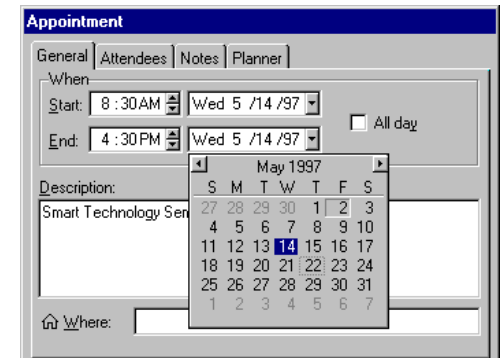 Appointment
General Attendees Notes Planner
When
Start: 8 :30AM Wed 5 /14 /97
All day
End: 4 :30PM Wed 5 /14 /97
May 1997
Description:
S M T W T F S
Smart Technology Sen
27 28 29 30 1 2 3
4 5 6 7 8 9 10
11 12 13 14 15 16 17
18 19 20 21 22 23 24
25 26 27 28 29 30 31
1 2 3 4 5 6 7
Where: